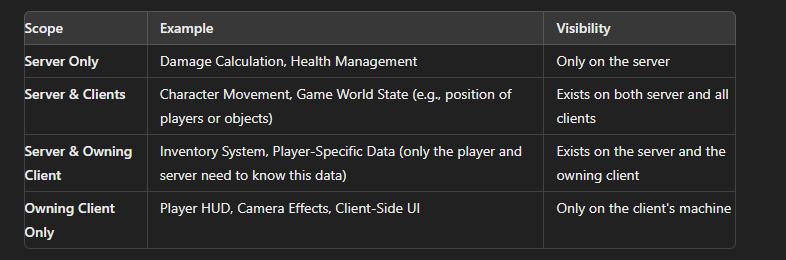 Scope Example Visibility
Server Only Damage Calculation, Health Management Only on the server
Server & Clients Character Movement, Game World State (e.g., position of players or objects) Exists on both server and all clients
Server & Owning Client Inventory System, Player-Specific Data (only the player and server need to know this data) Exists on the server and the owning client
Owning Client Only Player HUD, Camera Effects, Client-Side UI Only on the client's machine